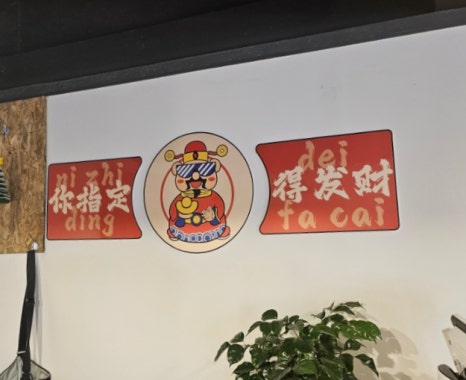 ni zhi
你指定
ding
dei
得发财
fa cai